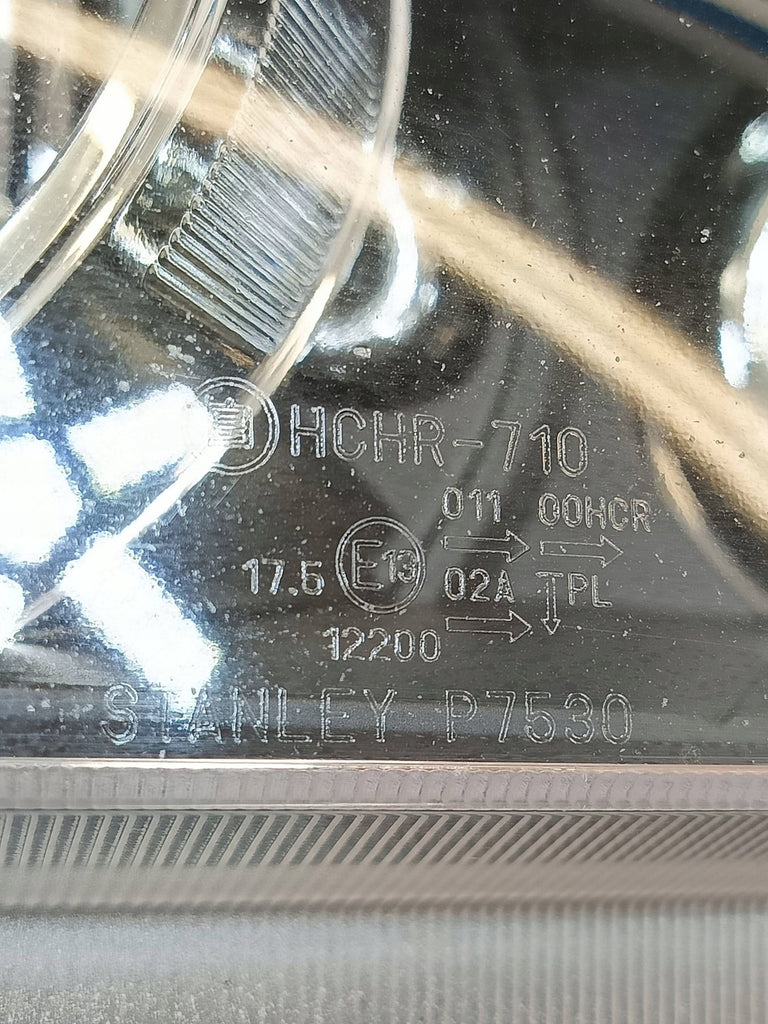 HCHR-710
011 00HCR
17.5 E13 02A TPL
12200
STANLEY P7530